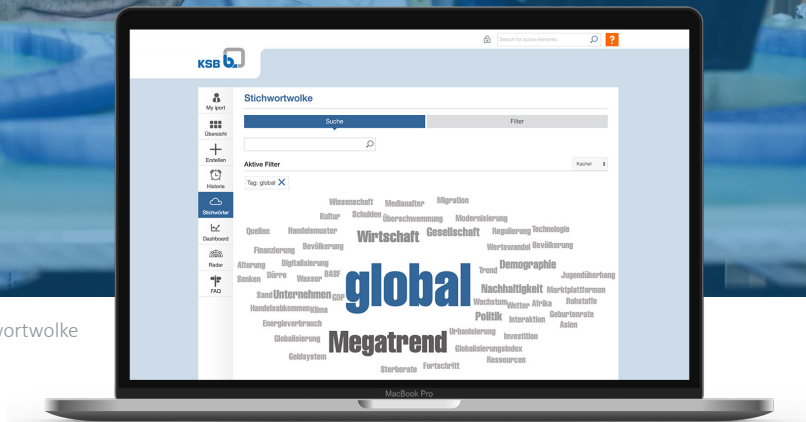 Search for active elements
?
KSB b.
Stichwortwolke
My iport
Übersicht
Erstellen
Historie
Stichwörter
Dashboard
Radar
FAQ
Suche
Filter
Aktive Filter
Kachel
Tag: global
Wissenschaft Medianalter Migration
Kultur Schulden Überschwemmung Modernisierung
Quellen Handelsmuster Wirtschaft Gesellschaft Regulierung Technologie
Finanzierung Bevölkerung Wertewandel Bevölkerung
Alterung Digitalisierung global Trend Demographie
Senken Dürre Wasser BASF Jugendüberhang
Sand Unternehmen GDP Nachhaltigkeit Marktplattformen
Handelsabkommen Klima Wachstum Wetter Afrika Rohstoffe
Energieverbrauch Politik Interaktion Geburtenrate
Globalisierung Megatrend Urbanisierung Investition Asien
Geldsystem Globalisierungsindex
Ressourcen
Sterberate Fortschritt
wortwolke
MacBook Pro